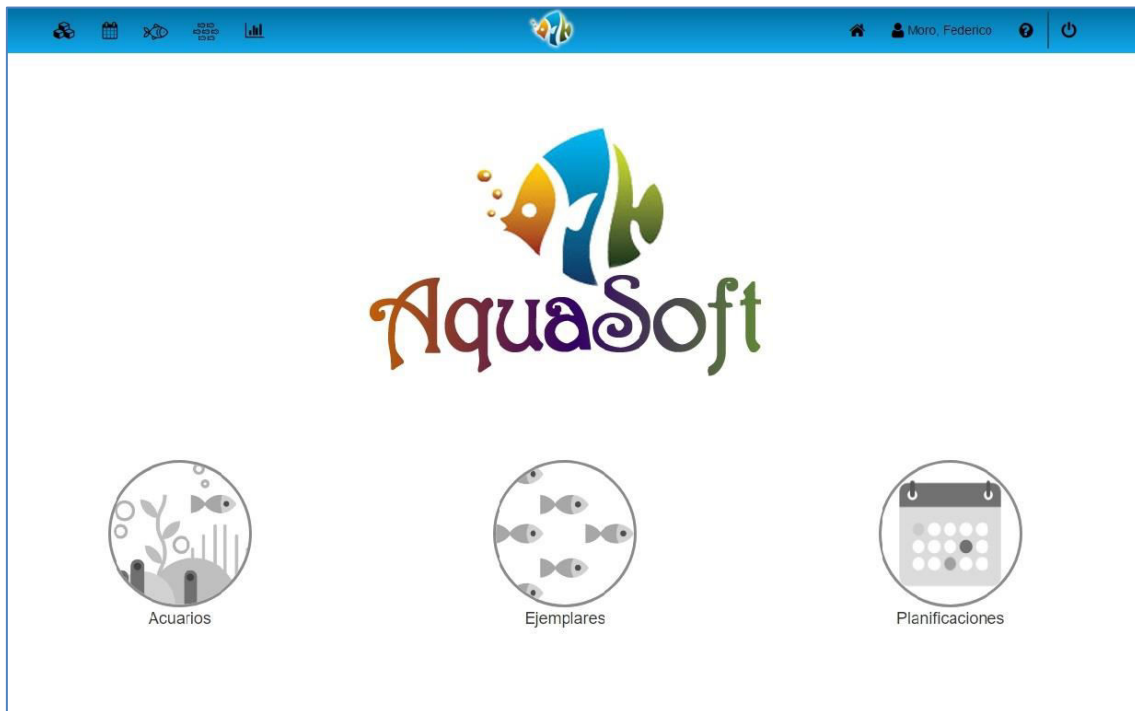 Moro, Federico
AquaSoft
Acuarios
Ejemplares
Planificaciones